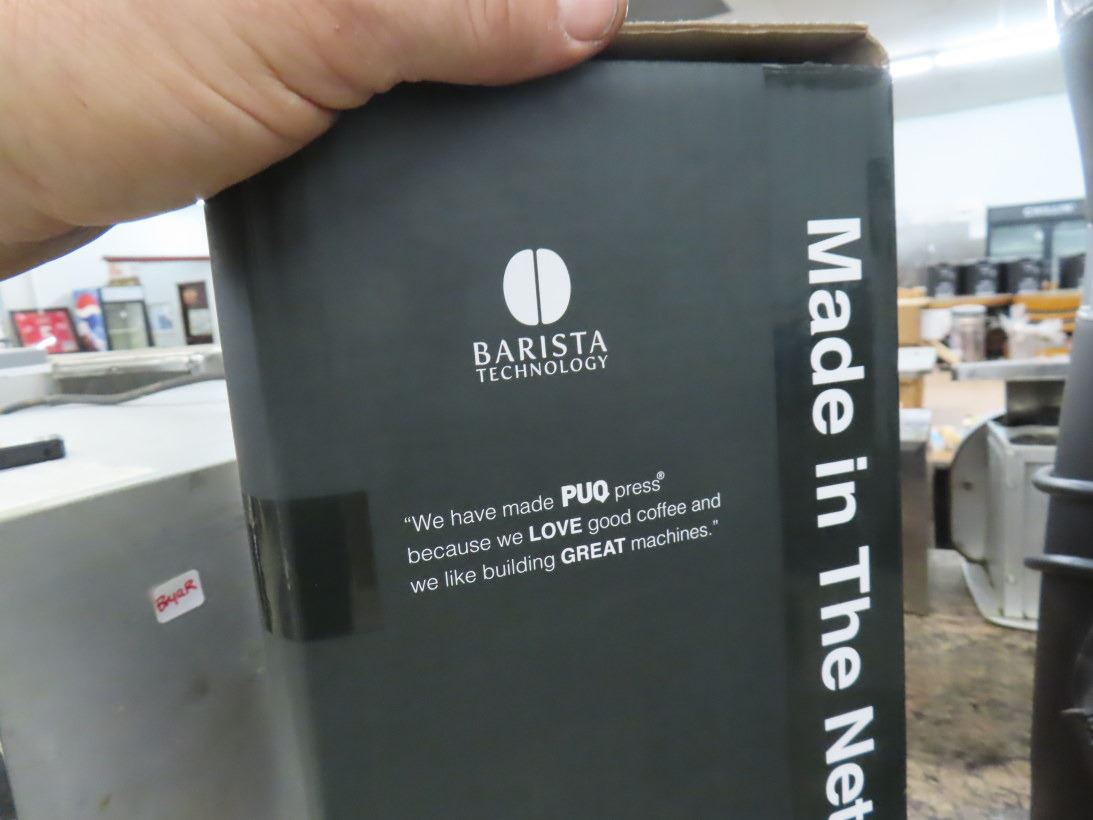 BARISTA
TECHNOLOGY
“We have made PUQ press®
because we LOVE good coffee and
we like building GREAT machines.”
Made in The Net